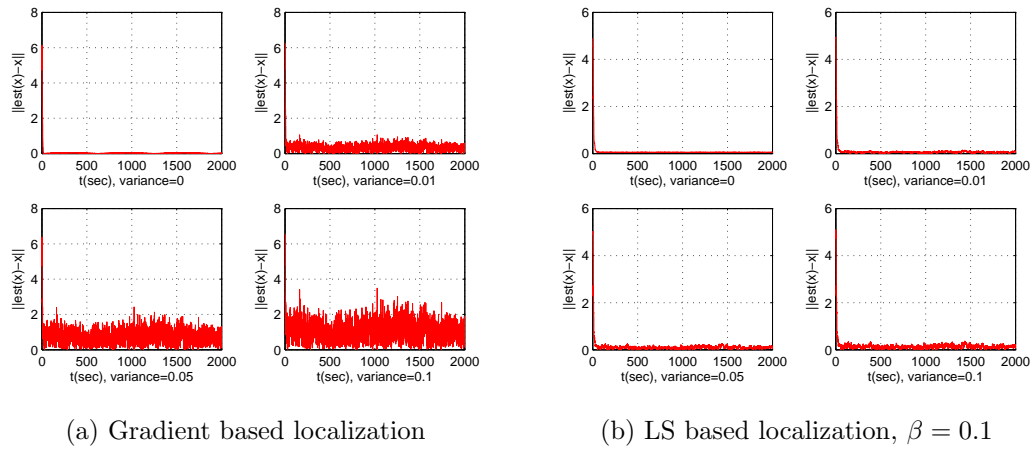 8
6
4
2
0
||est(x)−x||
0 500 1000 1500 2000
t(sec), variance=0
8
6
4
2
0
||est(x)−x||
0 500 1000 1500 2000
t(sec), variance=0.01
8
6
4
2
0
||est(x)−x||
0 500 1000 1500 2000
t(sec), variance=0.05
8
6
4
2
0
||est(x)−x||
0 500 1000 1500 2000
t(sec), variance=0.1
(a) Gradient based localization
6
4
2
0
||est(x)−x||
0 500 1000 1500 2000
t(sec), variance=0
6
4
2
0
||est(x)−x||
0 500 1000 1500 2000
t(sec), variance=0.01
6
4
2
0
||est(x)−x||
0 500 1000 1500 2000
t(sec), variance=0.05
6
4
2
0
||est(x)−x||
0 500 1000 1500 2000
t(sec), variance=0.1
(b) LS based localization, β = 0.1